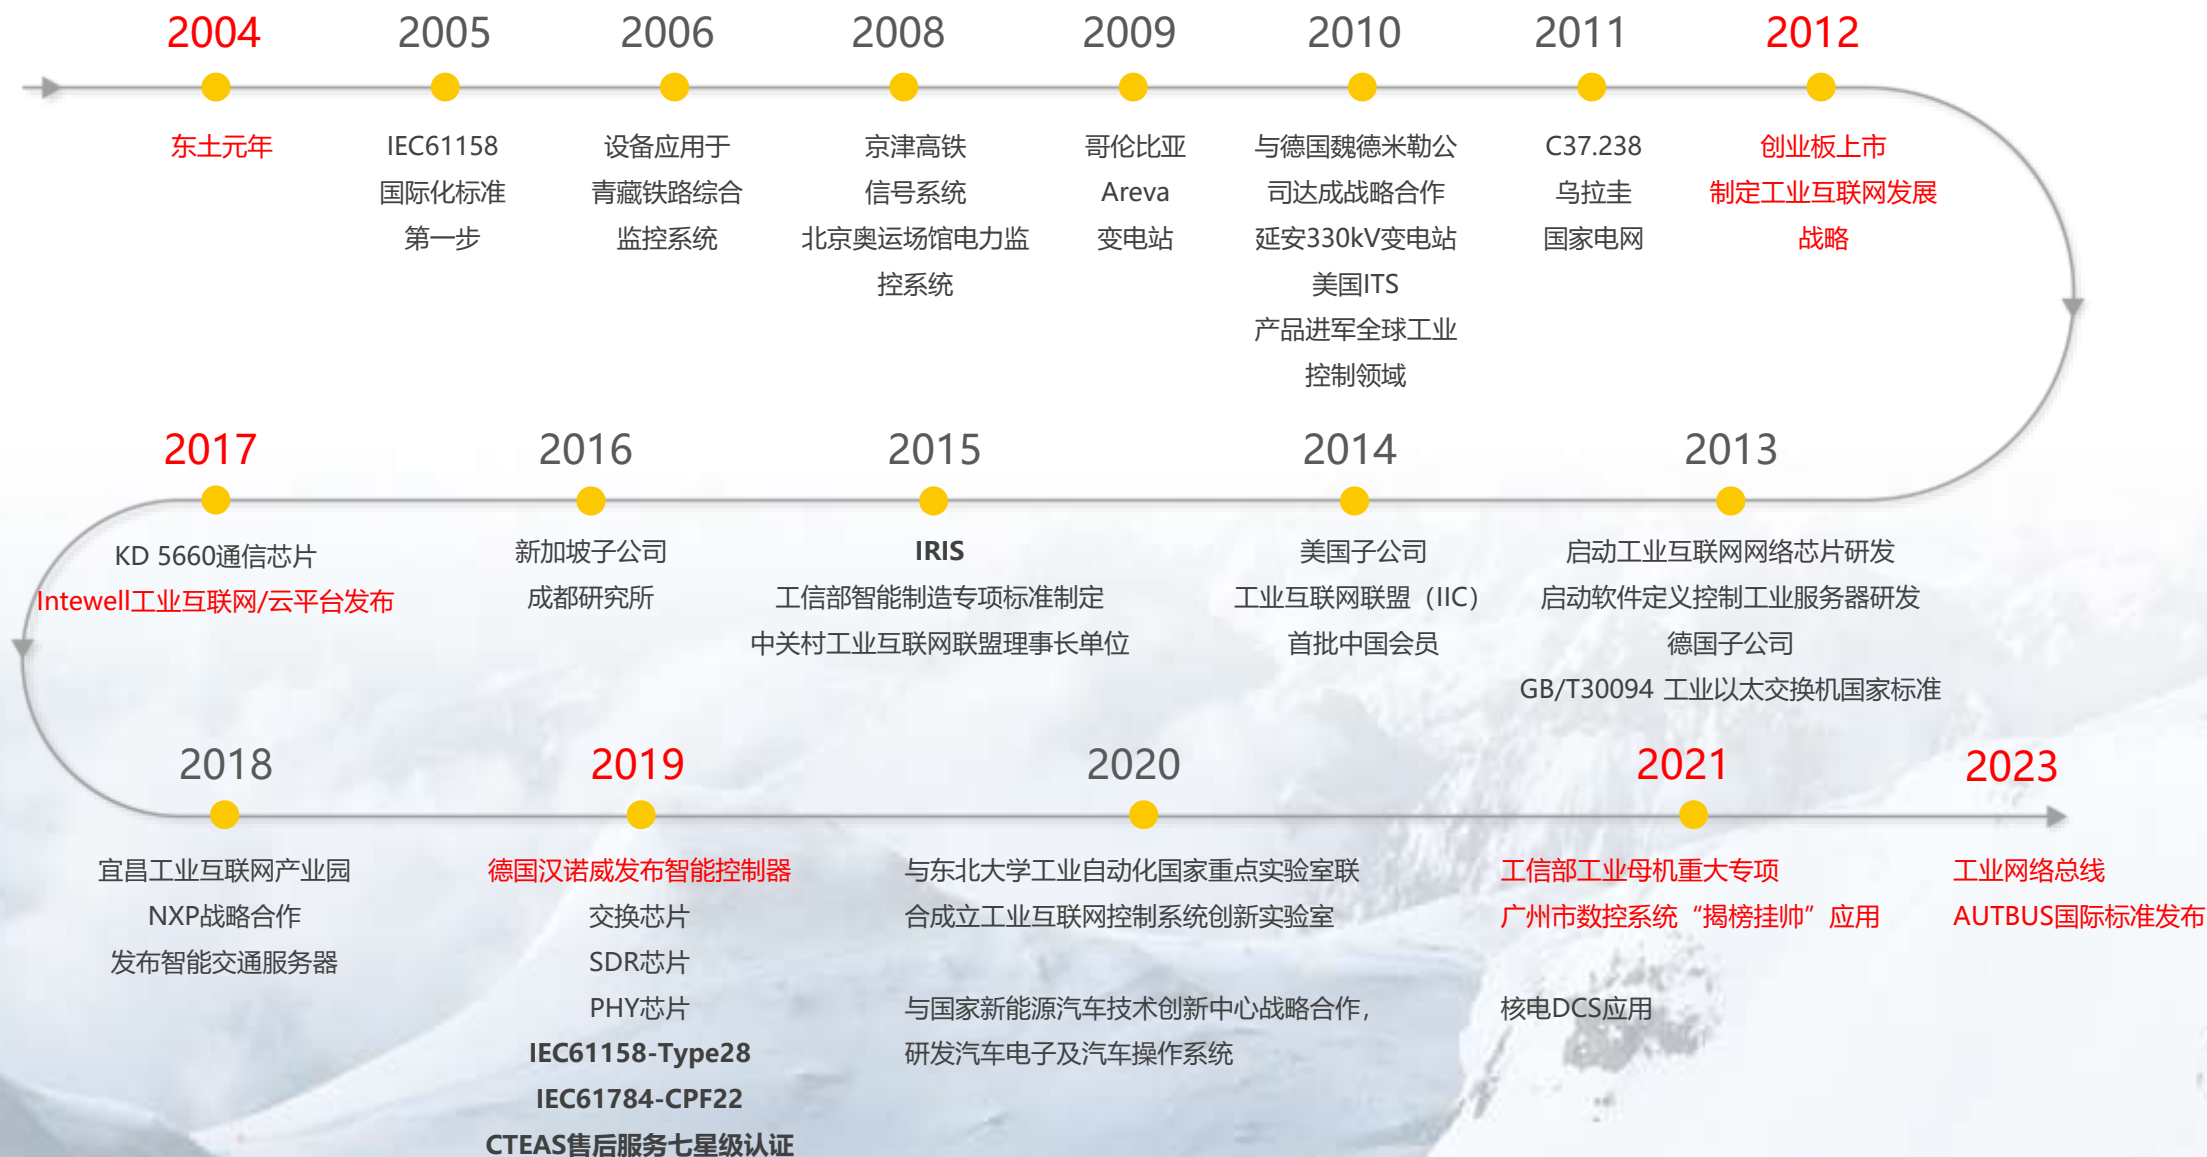 2004
东土元年
2005
IEC61158
国际化标准
第一步
2006
设备应用于
青藏铁路综合
监控系统
2008
京津高铁
信号系统
北京奥运场馆电力监
控系统
2009
哥伦比亚
Areva
变电站
2010
与德国魏德米勒公
司达成战略合作
延安330kV变电站
美国ITS
产品进军全球工业
控制领域
2011
C37.238
乌拉圭
国家电网
2012
创业板上市
制定工业互联网发展
战略
2013
启动工业互联网网络芯片研发
启动软件定义控制工业服务器研发
德国子公司
GB/T30094 工业以太交换机国家标准
2014
美国子公司
工业互联网联盟（IIC）
首批中国会员
2015
IRIS
工信部智能制造专项标准制定
中关村工业互联网联盟理事长单位
2016
新加坡子公司
成都研究所
2017
KD 5660通信芯片
Intewell工业互联网/云平台发布
2018
宜昌工业互联网产业园
NXP战略合作
发布智能交通服务器
2019
德国汉诺威发布智能控制器
交换芯片
SDR芯片
PHY芯片
IEC61158-Type28
IEC61784-CPF22
CTEAS售后服务七星级认证
2020
与东北大学工业自动化国家重点实验室联
合成立工业互联网控制系统创新实验室
与国家新能源汽车技术创新中心战略合作，
研发汽车电子及汽车操作系统
2021
工信部工业母机重大专项
广州市数控系统“揭榜挂帅”应用
核电DCS应用
2023
工业网络总线
AUTBUS国际标准发布